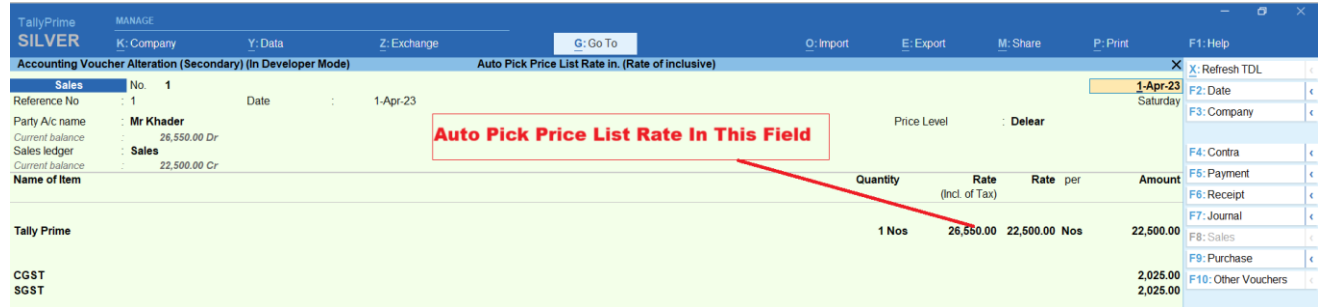 TallyPrime MANAGE
SILVER K: Company Y: Data Z: Exchange G: Go To O: Import E: Export M: Share P: Print F1: Help
Accounting Voucher Alteration (Secondary) (In Developer Mode) Auto Pick Price List Rate in. (Rate of inclusive) X X: Refresh TDL
Sales No. 1 1-Apr-23 F2: Date
Reference No : 1 Date : 1-Apr-23 Saturday
F3: Company
Party A/c name : Mr Khader Price Level : Delear
Auto Pick Price List Rate In This Field
Current balance : 26,550.00 Dr
Sales ledger : Sales F4: Contra
Current balance : 22,500.00 Cr
Name of Item Quantity Rate Rate per Amount F5: Payment
(Incl. of Tax) F6: Receipt
F7: Journal
Tally Prime 1 Nos 26,550.00 22,500.00 Nos 22,500.00 F8: Sales
F9: Purchase
CGST 2,025.00 F10: Other Vouchers
SGST 2,025.00